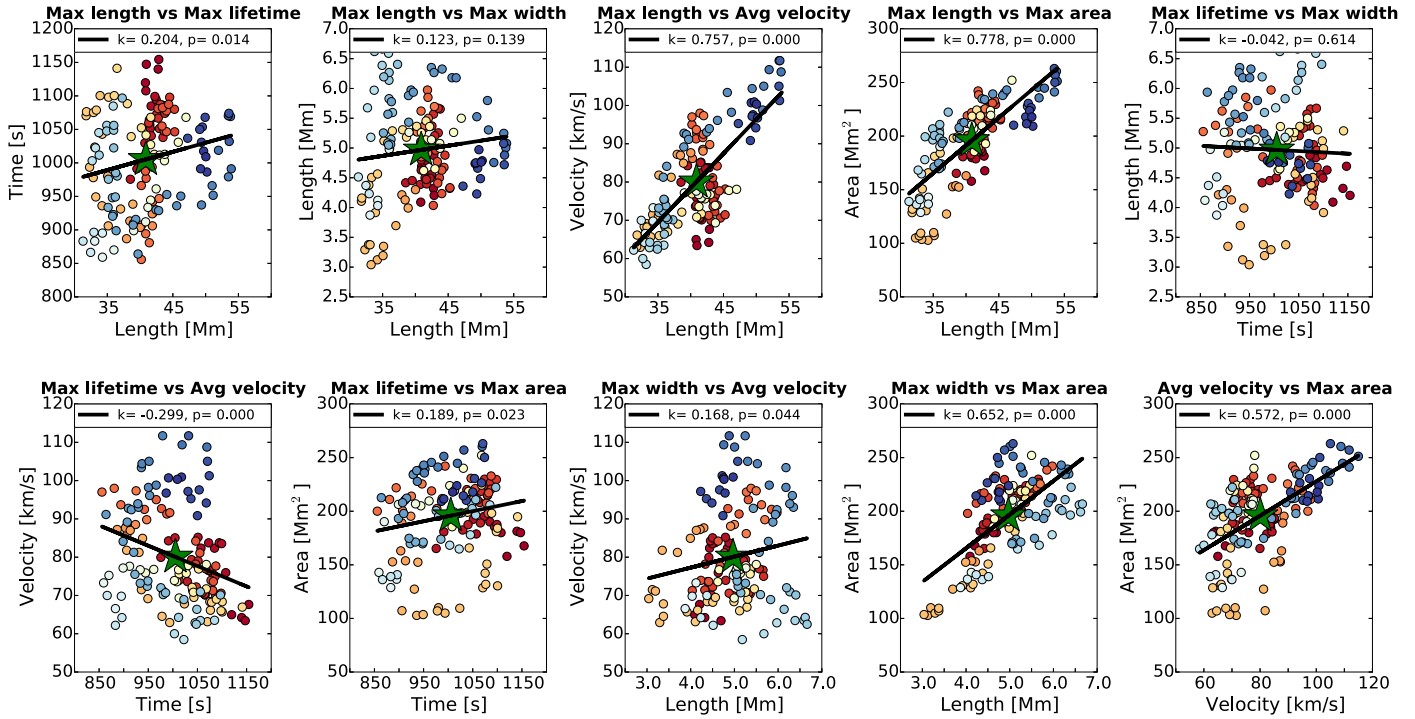 Max length vs Max lifetime
k= 0.204, p= 0.014
1200
1150
1100
1050
1000
950
900
850
800
Time [s]
35 45 55
Length [Mm]
Max length vs Max width
k= 0.123, p= 0.139
7.0
6.5
6.0
5.5
5.0
4.5
4.0
3.5
3.0
2.5
Length [Mm]
35 45 55
Length [Mm]
Max length vs Avg velocity
k= 0.757, p= 0.000
120
110
100
90
80
70
60
50
Velocity [km/s]
35 45 55
Length [Mm]
Max length vs Max area
k= 0.778, p= 0.000
300
250
200
150
100
50
Area [Mm² ]
35 45 55
Length [Mm]
Max lifetime vs Max width
k= -0.042, p= 0.614
7.0
6.5
6.0
5.5
5.0
4.5
4.0
3.5
3.0
2.5
Length [Mm]
850 950 1050 1150
Time [s]
Max lifetime vs Avg velocity
k= -0.299, p= 0.000
120
110
100
90
80
70
60
50
Velocity [km/s]
850 950 1050 1150
Time [s]
Max lifetime vs Max area
k= 0.189, p= 0.023
300
250
200
150
100
50
Area [Mm² ]
850 950 1050 1150
Time [s]
Max width vs Avg velocity
k= 0.168, p= 0.044
120
110
100
90
80
70
60
50
Velocity [km/s]
3.0 4.0 5.0 6.0 7.0
Length [Mm]
Max width vs Max area
k= 0.652, p= 0.000
300
250
200
150
100
50
Area [Mm² ]
3.0 4.0 5.0 6.0 7.0
Length [Mm]
Avg velocity vs Max area
k= 0.572, p= 0.000
300
250
200
150
100
50
Area [Mm² ]
60 80 100 120
Velocity [km/s]